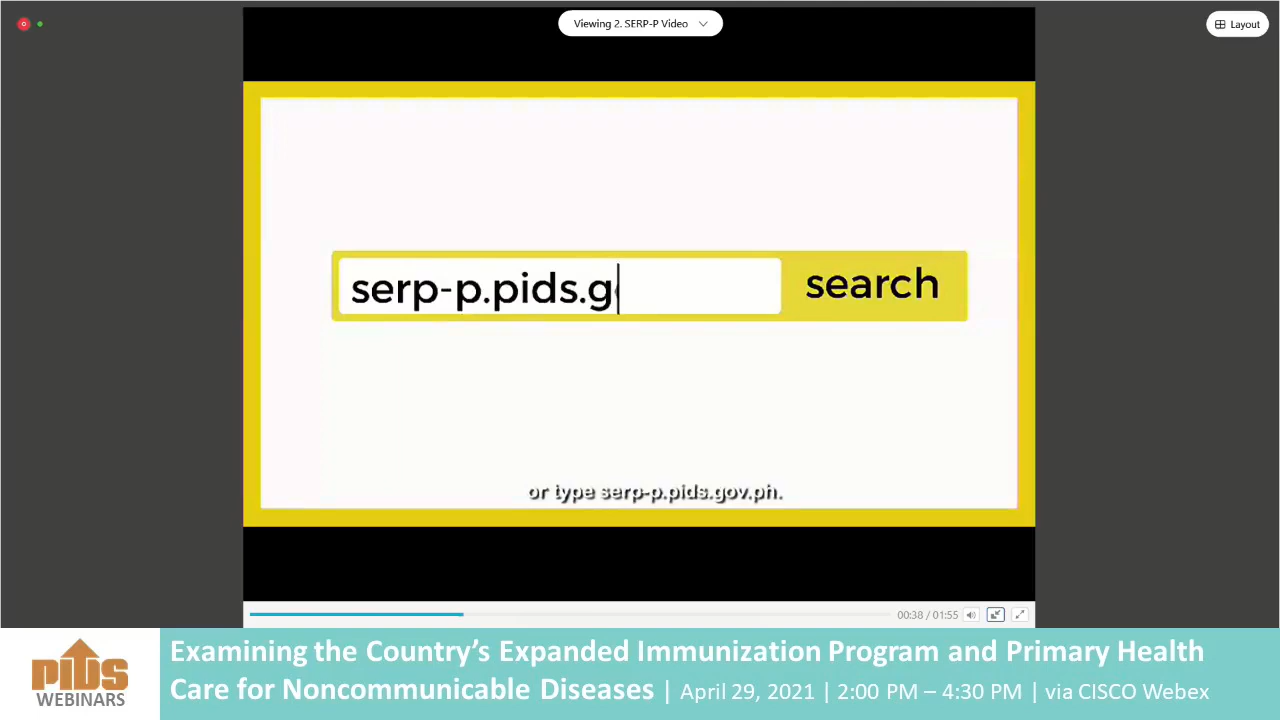 Viewing 2. SERP-P Video
Layout
serp-p.pids.g
search
or type serp-p.pids.gov.ph.
00:38 / 01:55
PIDS
WEBINARS
Examining the Country’s Expanded Immunization Program and Primary Health
Care for Noncommunicable Diseases | April 29, 2021 | 2:00 PM – 4:30 PM | via CISCO Webex